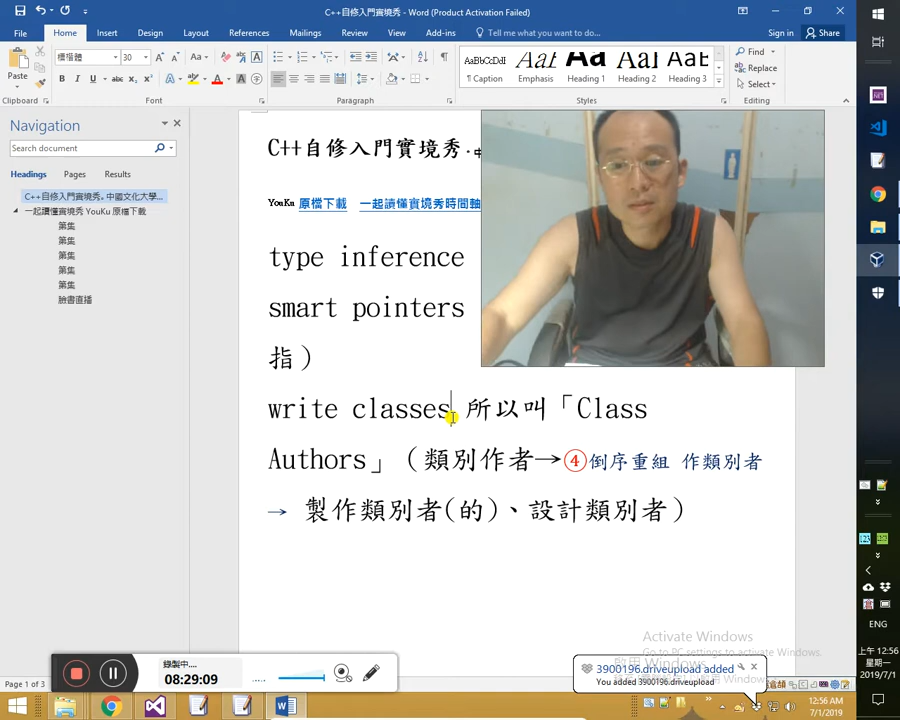 C++自修入門實境秀 - Word (Product Activation Failed)
File Home Insert Design Layout References Mailings Review View Add-ins Tell me what you want to do... Sign in Share
Paste
標楷體 30
AaBbCcDdI AaI AaB AaBl AaBb
Find
Replace
Select
¶ Caption Emphasis Heading 1 Heading 2 Heading 3
Clipboard Font Paragraph Styles Editing
Navigation
Search document
Headings Pages Results
C++自修入門實境秀。中國文化大學...
一起讀懂實境秀 YouKu 原檔下載
第集
第集
第集
第集
第集
臉書直播
C++自修入門實境秀
YouKu 原檔下載 一起讀懂實境秀時間軸
type inference
smart pointers
指)
write classes 所以叫「Class
Authors」(類別作者→④倒序重組 作類別者
→ 製作類別者(的)、設計類別者)
Activate Windows
Go to PC settings to activate Windows.
錄製中....
08:29:09
3900196.driveupload added
You added 3900196.driveupload
Page 1 of 3
12:56 AM
7/1/2019
ENG
上午 12:56
星期一
2019/7/1